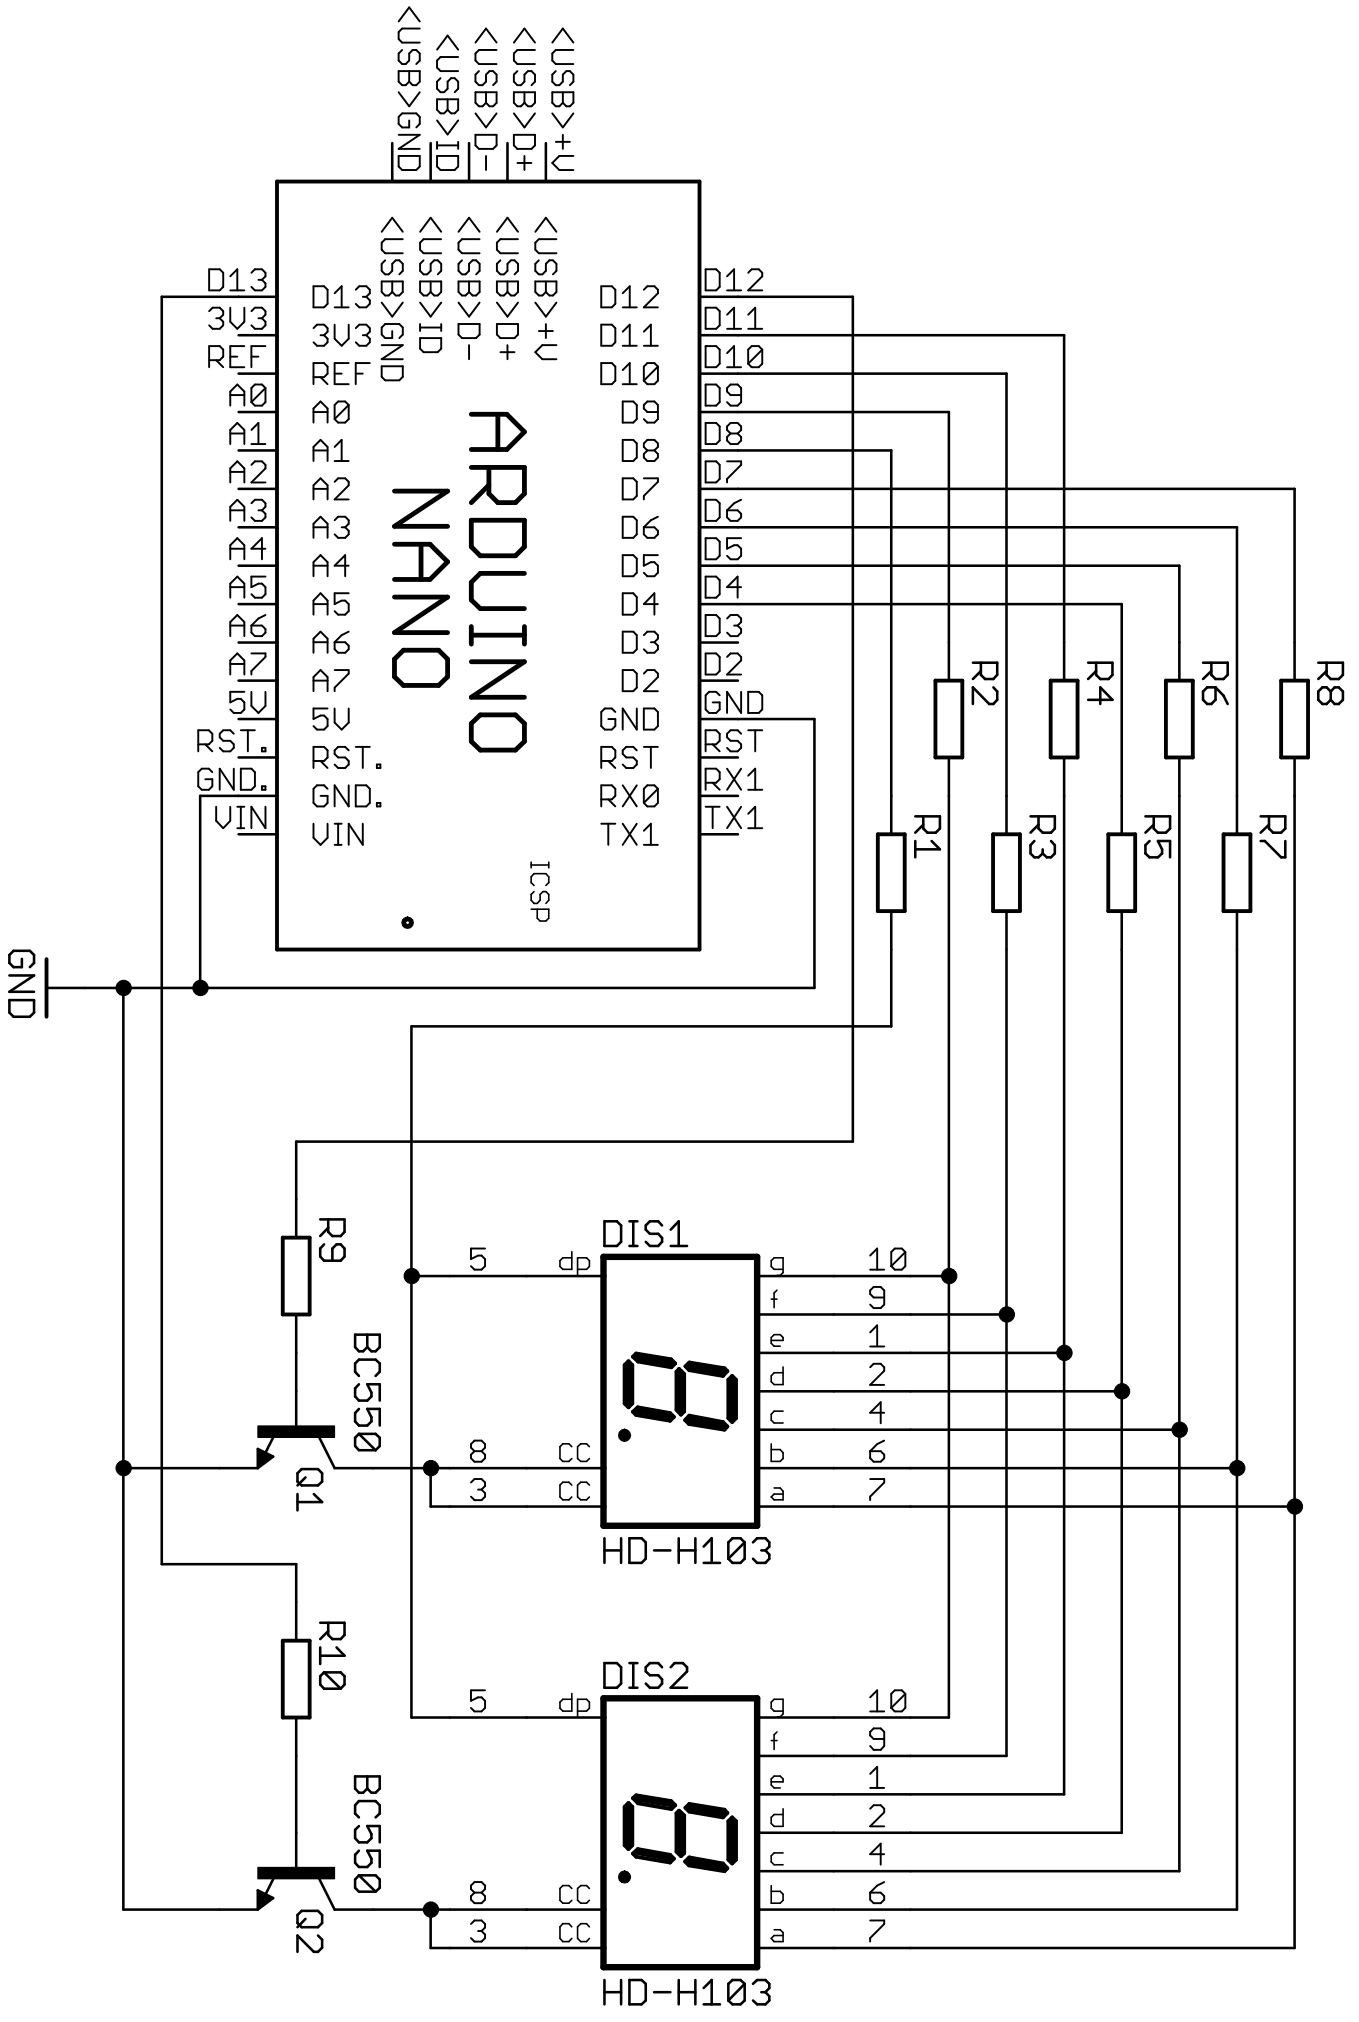 <USB>GND
<USB>ID
<USB>D-
<USB>D+
<USB>+V
<USB>GND
<USB>ID
<USB>D-
<USB>D+
<USB>+V
D13 D13 D12 D12
3V3 3V3 D11 D11
REF REF D10 D10
A0 A0 D9 D9
A1 A1 D8 D8
A2 A2 D7 D7
A3 A3 D6 D6
A4 A4 D5 D5
A5 A5 D4 D4
A6 A6 D3 D3
A7 A7 D2 D2
5V 5V GND GND
RST. RST. RST RST
GND. GND. RX0 RX1
VIN VIN TX1 TX1
ARDUINO
NANO
ICSP
R2 R4 R6 R8
R1 R3 R5 R7
GND
R9
BC550
Q1
DIS1
5 dp g 10
f 9
e 1
d 2
c 4
8 CC b 6
3 CC a 7
HD-H103
R10
BC550
Q2
DIS2
5 dp g 10
f 9
e 1
d 2
c 4
8 CC b 6
3 CC a 7
HD-H103